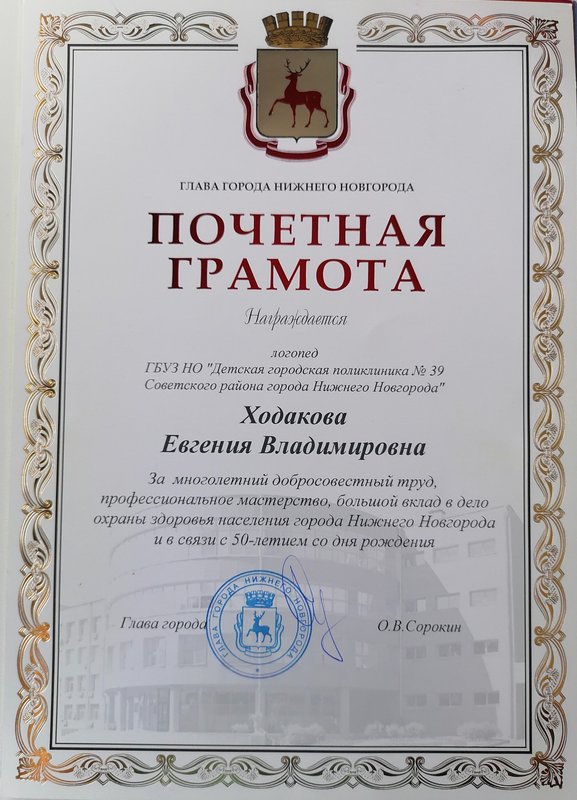 ГЛАВА ГОРОДА НИЖНЕГО НОВГОРОДА
ПОЧЕТНАЯ
ГРАМОТА
Награждается
логопед
ГБУЗ НО "Детская городская поликлиника № 39
Советского района города Нижнего Новгорода"
Ходакова
Евгения Владимировна
За многолетний добросовестный труд,
профессиональное мастерство, большой вклад в дело
охраны здоровья населения города Нижнего Новгорода
и в связи с 50-летием со дня рождения
Глава города
О.В.Сорокин
ГЛАВА ГОРОДА НИЖНЕГО НОВГОРОДА